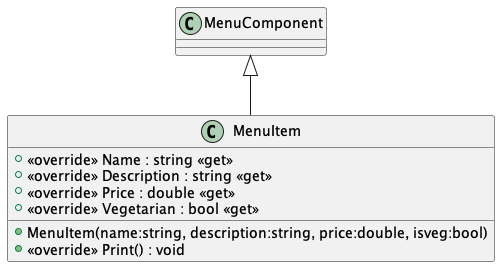 C MenuComponent
C MenuItem
«override» Name : string «get»
«override» Description : string «get»
«override» Price : double «get»
«override» Vegetarian : bool «get»
MenuItem(name:string, description:string, price:double, isveg:bool)
«override» Print() : void